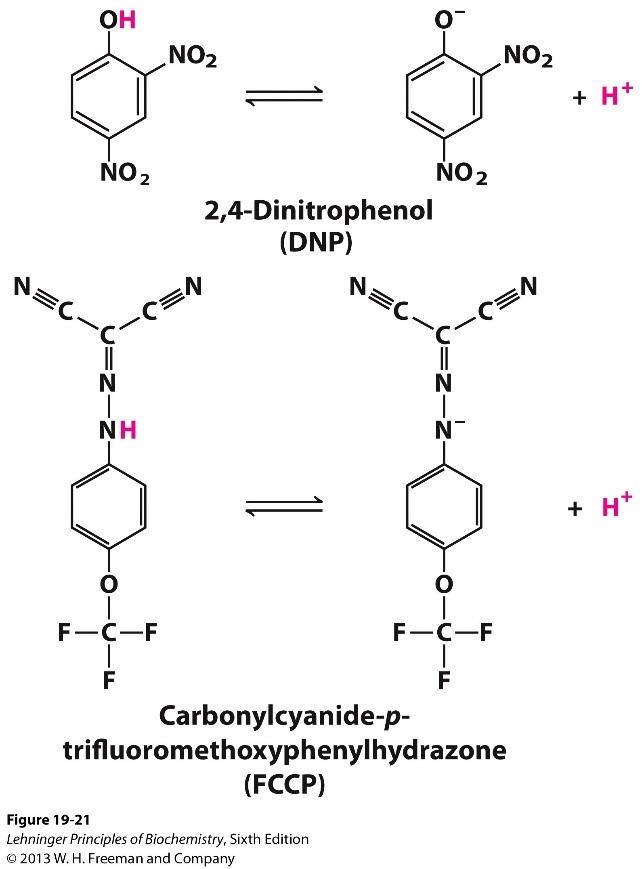 OH
NO2
NO2
O−
NO2
NO2
+ H+
2,4-Dinitrophenol
(DNP)
N C C N
C
N
NH
O
F—C—F
F
N C C N
C
N
N−
O
F—C—F
F
+ H+
Carbonylcyanide-p-
trifluoromethoxyphenylhydrazone
(FCCP)
Figure 19-21
Lehninger Principles of Biochemistry, Sixth Edition
© 2013 W. H. Freeman and Company